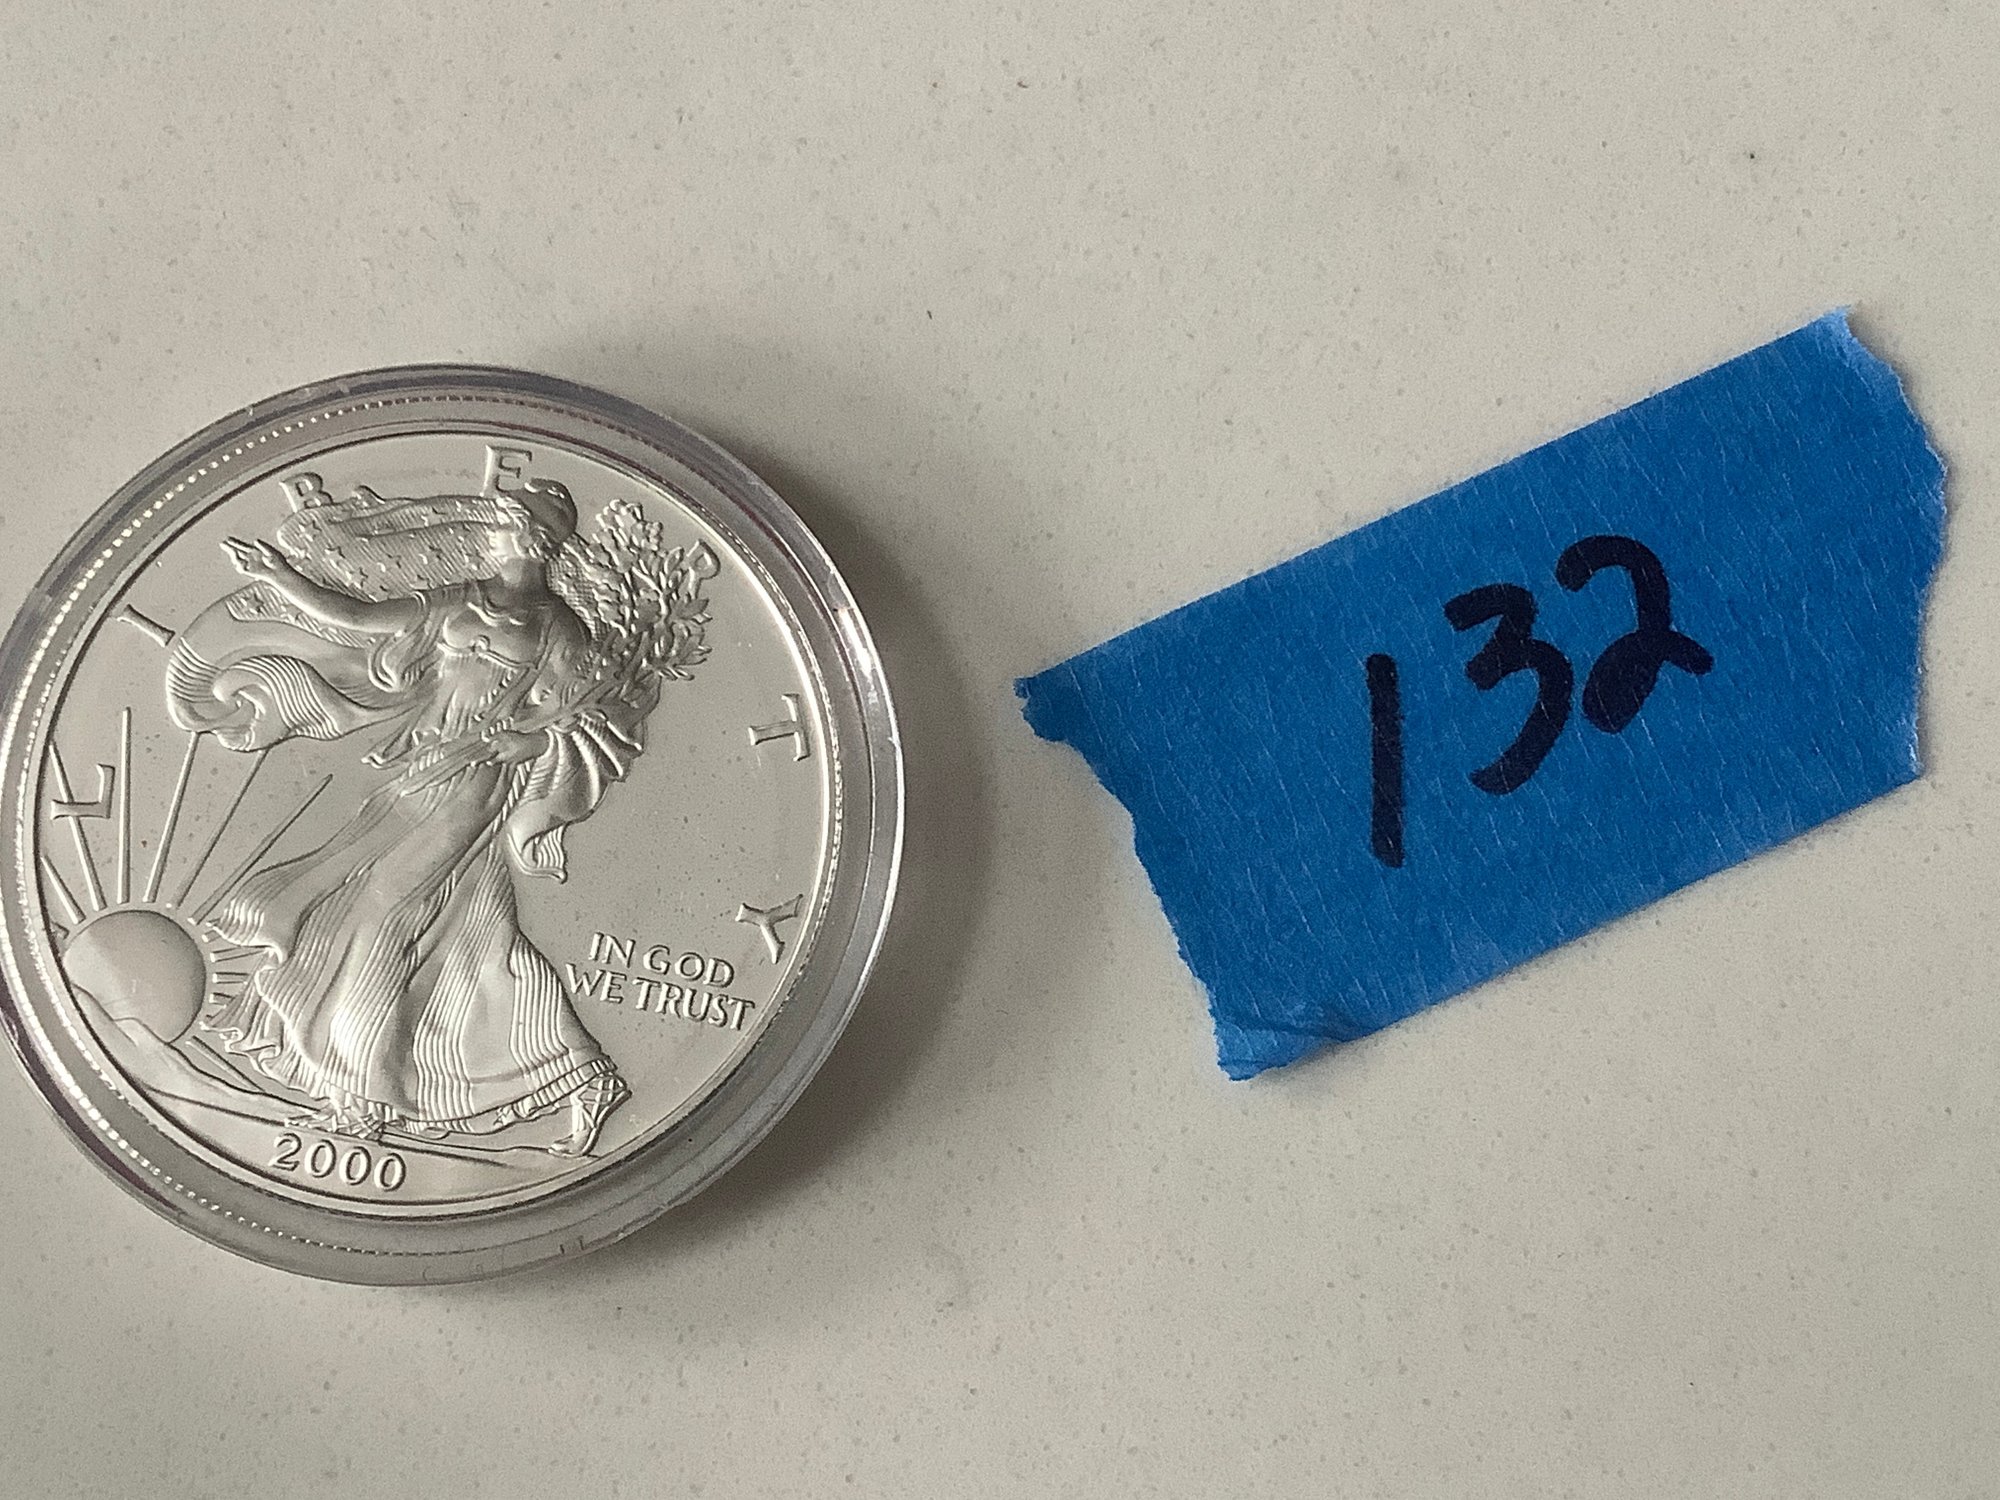 LIBERTY
IN GOD
WE TRUST
2000
132